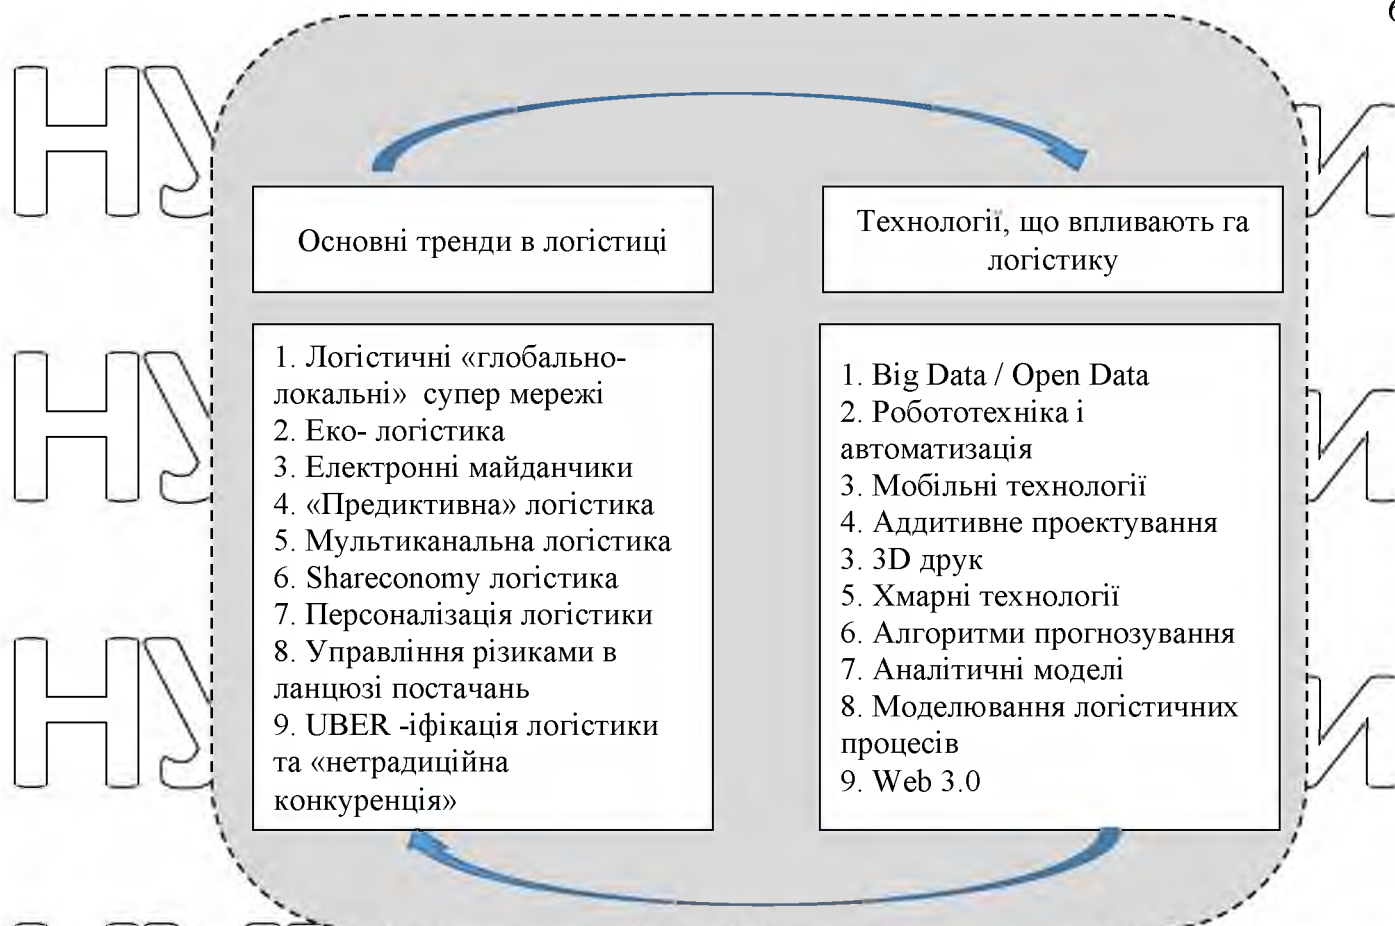 Основні тренди в логістиці
Технології, що впливають га
логістику
1. Логістичні «глобально-
локальні» супер мережі
2. Еко- логістика
3. Електронні майданчики
4. «Предиктивна» логістика
5. Мультиканальна логістика
6. Shareconomy логістика
7. Персоналізація логістики
8. Управління різиками в
ланцюзі постачань
9. UBER -іфікація логістики
та «нетрадиційна
конкуренція»
1. Big Data / Open Data
2. Робототехніка і
автоматизація
3. Мобільні технології
4. Аддитивне проектування
3. 3D друк
5. Хмарні технології
6. Алгоритми прогнозування
7. Аналітичні моделі
8. Моделювання логістичних
процесів
9. Web 3.0